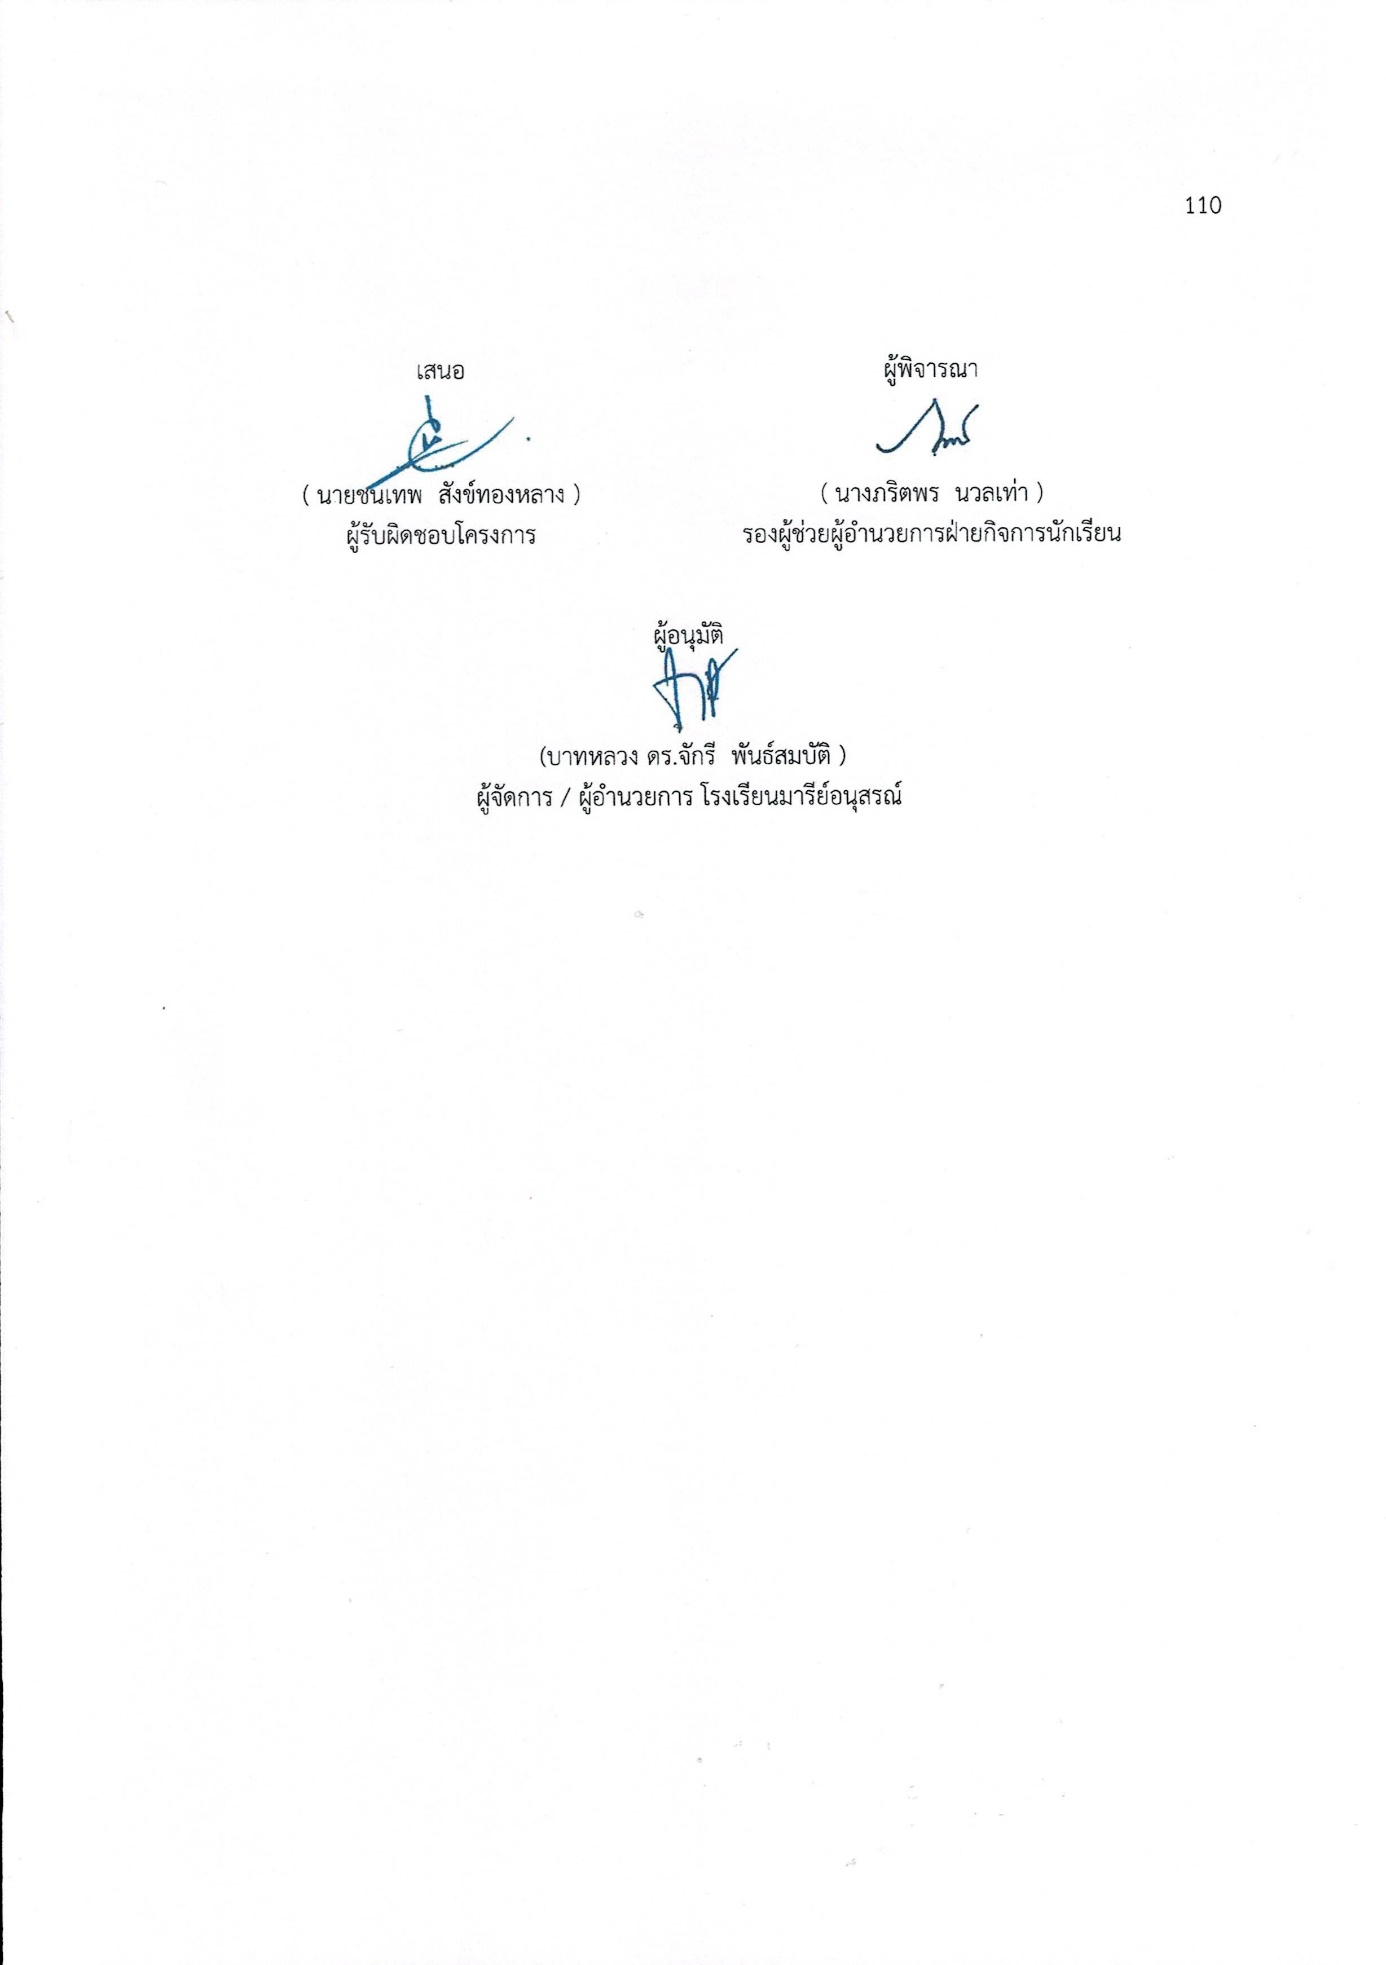 110
เสนอ
( นายชนเทพ สังข์ทองหลาง )
ผู้รับผิดชอบโครงการ
ผู้พิจารณา
( นางภริตพร นวลเท่า )
รองผู้ช่วยผู้อำนวยการฝ่ายกิจการนักเรียน
ผู้อนุมัติ
(บาทหลวง ดร.จักรี พันธ์สมบัติ )
ผู้จัดการ / ผู้อำนวยการ โรงเรียนมารีย์อนุสรณ์